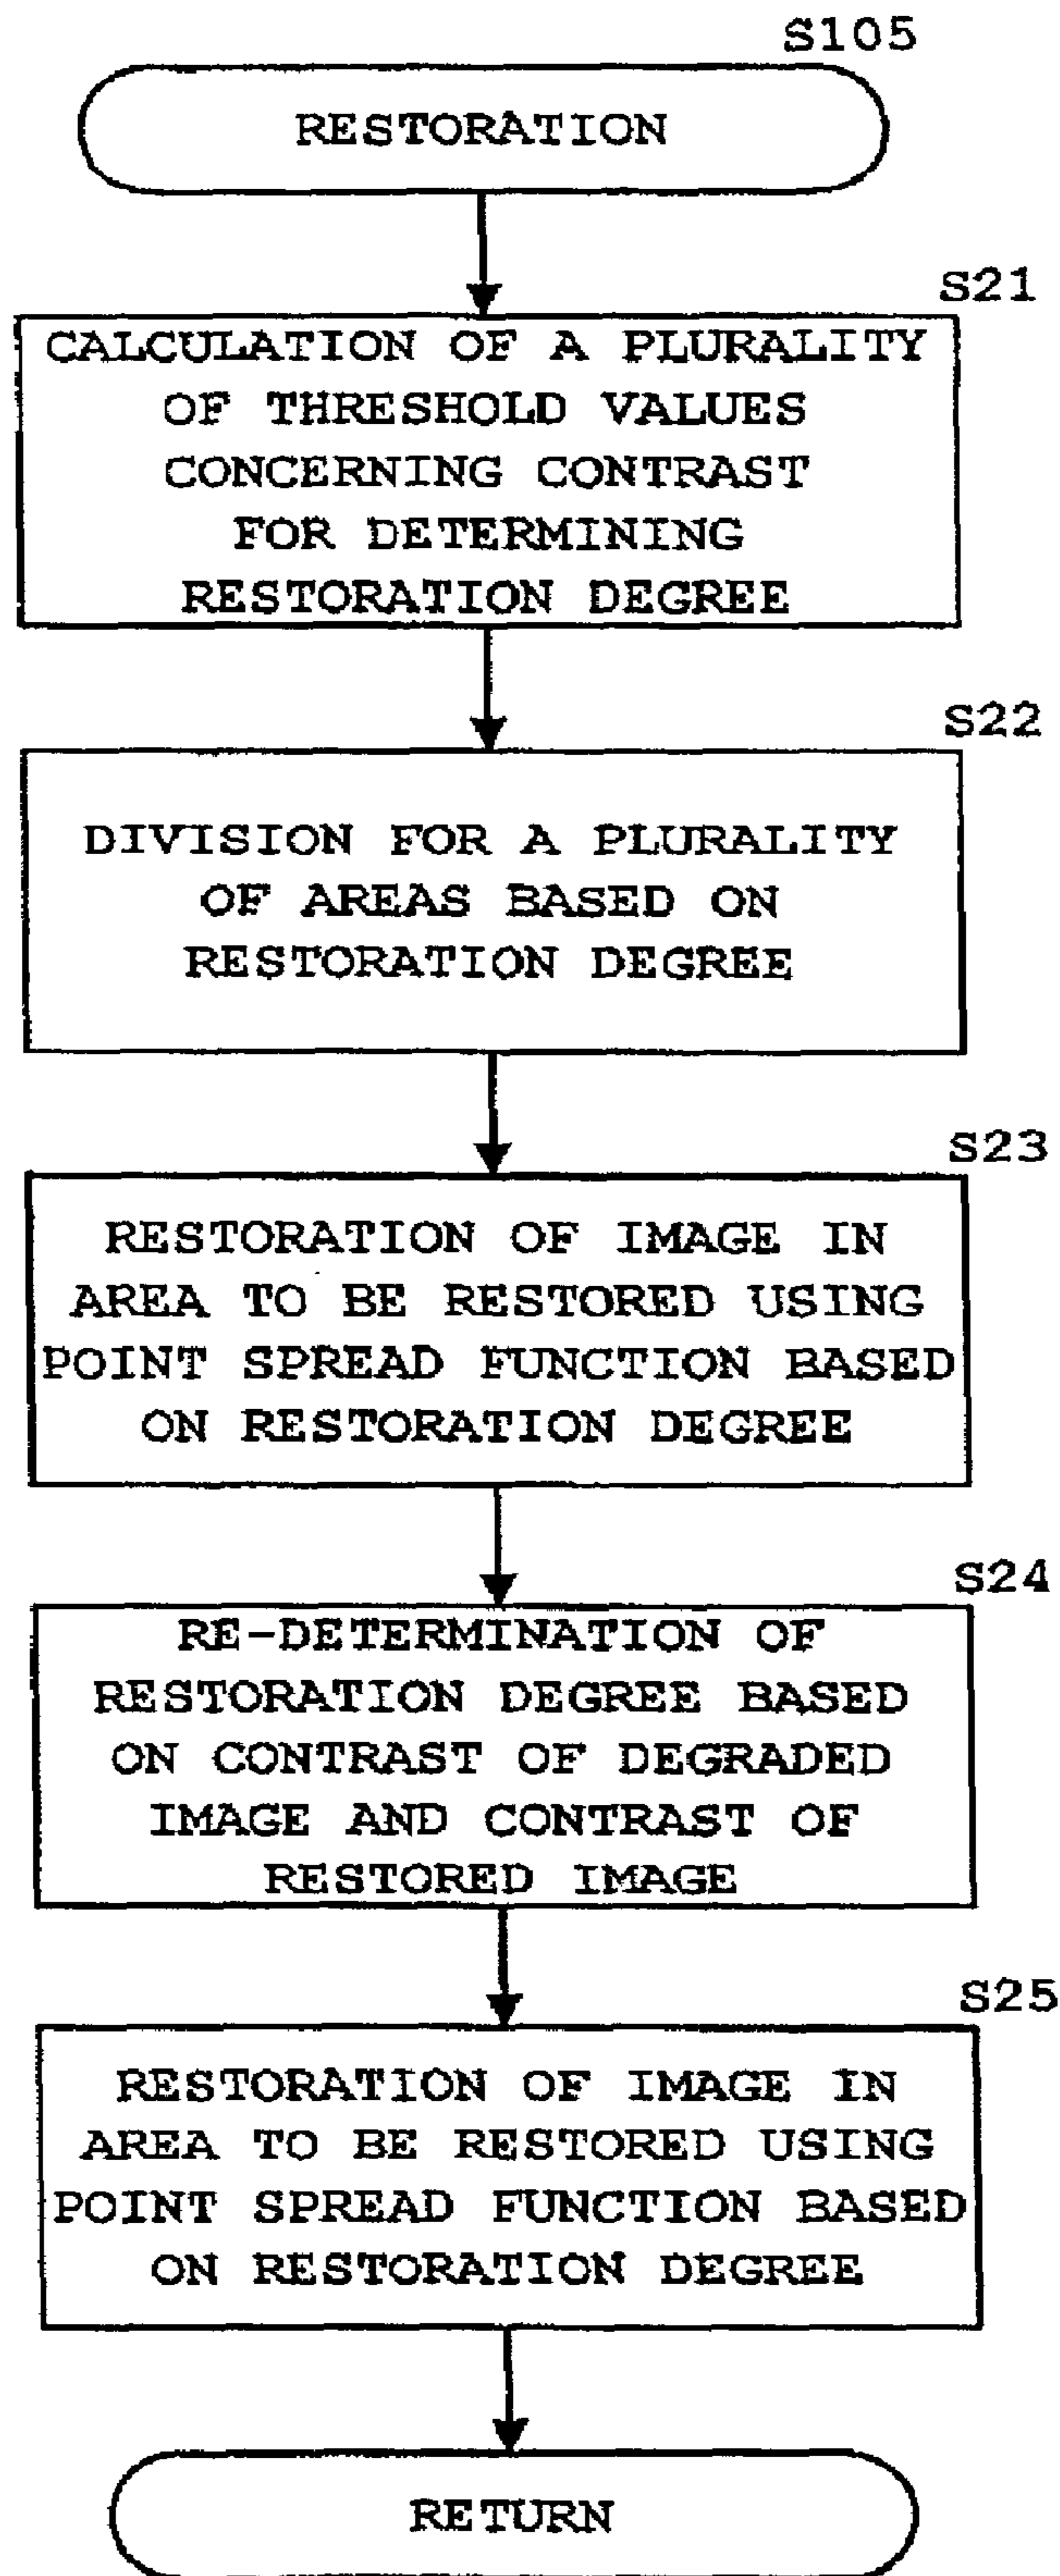 S105
RESTORATION
S21
CALCULATION OF A PLURALITY
OF THRESHOLD VALUES
CONCERNING CONTRAST
FOR DETERMINING
RESTORATION DEGREE
S22
DIVISION FOR A PLURALITY
OF AREAS BASED ON
RESTORATION DEGREE
S23
RESTORATION OF IMAGE IN
AREA TO BE RESTORED USING
POINT SPREAD FUNCTION BASED
ON RESTORATION DEGREE
S24
RE-DETERMINATION OF
RESTORATION DEGREE BASED
ON CONTRAST OF DEGRADED
IMAGE AND CONTRAST OF
RESTORED IMAGE
S25
RESTORATION OF IMAGE IN
AREA TO BE RESTORED USING
POINT SPREAD FUNCTION BASED
ON RESTORATION DEGREE
RETURN